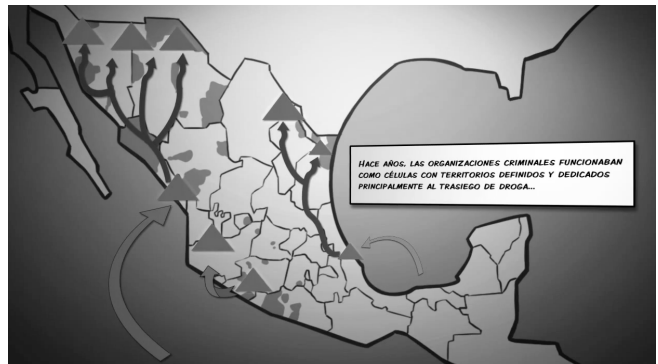 HACE AÑOS, LAS ORGANIZACIONES CRIMINALES FUNCIONABAN
COMO CÉLULAS CON TERRITORIOS DEFINIDOS Y DEDICADOS
PRINCIPALMENTE AL TRASIEGO DE DROGA...